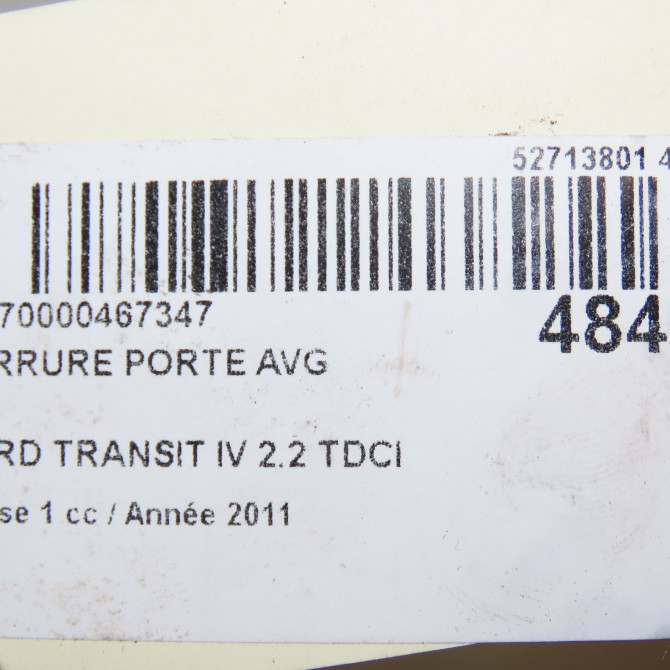 52713801 4
70000467347
484
RRURE PORTE AVG
RD TRANSIT IV 2.2 TDCI
se 1 cc / Année 2011